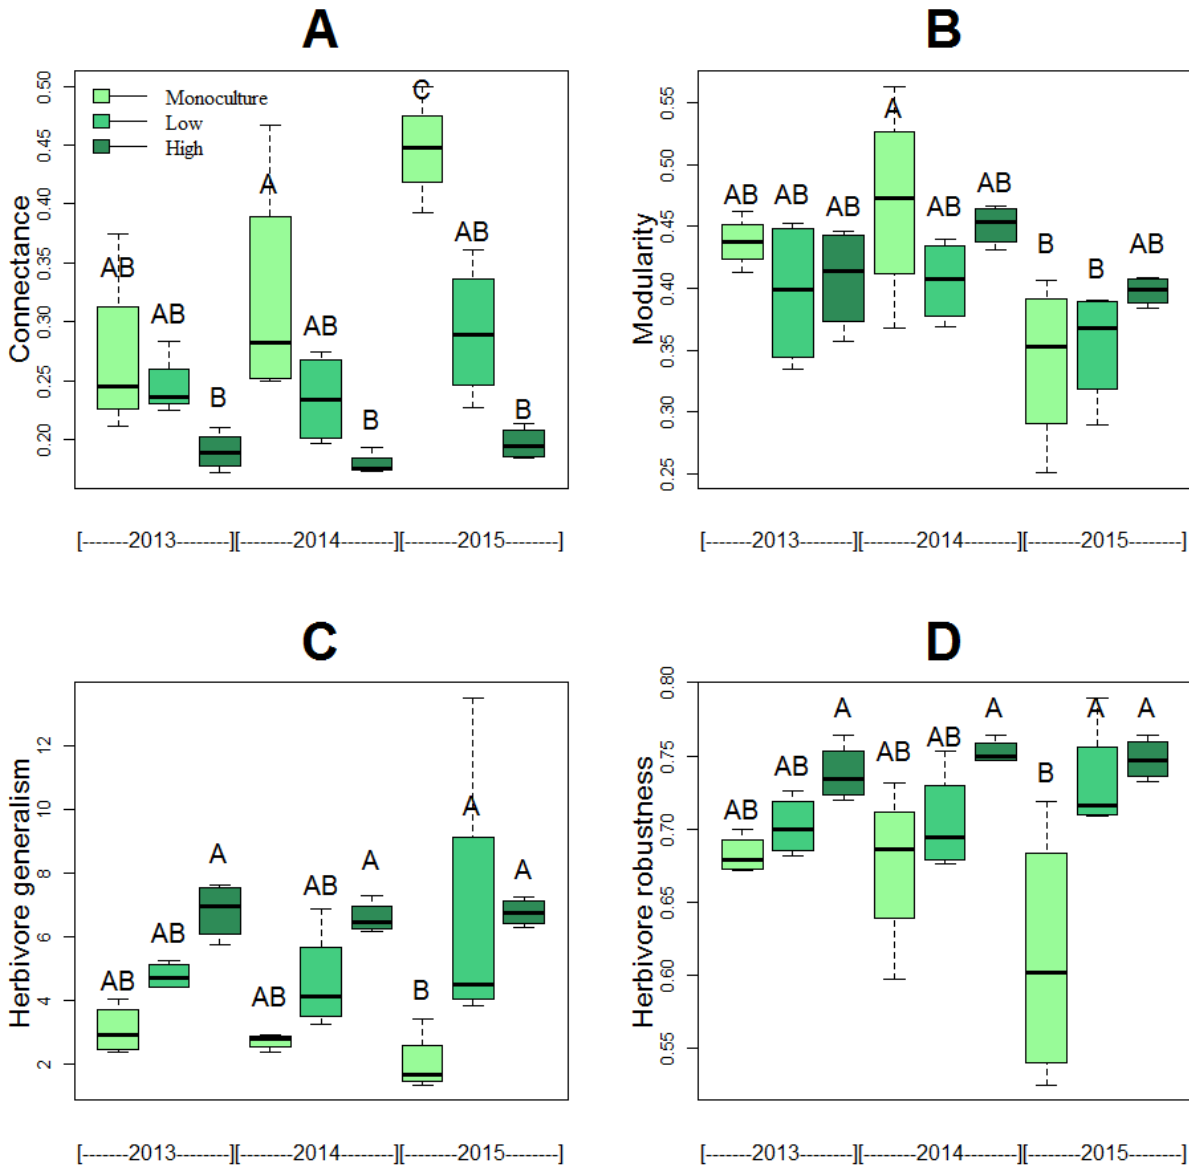 A
Connectance
0.50
0.45
0.40
0.35
0.30
0.25
0.20
Monoculture
Low
High
AB
AB
B
A
AB
B
C
AB
B
[-------2013--------][--------2014--------][--------2015--------]
B
Modularity
0.55
0.50
0.45
0.40
0.35
0.30
0.25
AB
AB
AB
A
AB
AB
B
B
AB
[-------2013--------][--------2014--------][--------2015--------]
C
Herbivore generalism
12
10
8
6
4
2
AB
AB
A
AB
AB
A
B
A
A
[-------2013--------][--------2014--------][--------2015--------]
D
Herbivore robustness
0.80
0.75
0.70
0.65
0.60
0.55
AB
AB
A
AB
AB
A
B
A
A
[-------2013--------][--------2014--------][--------2015--------]